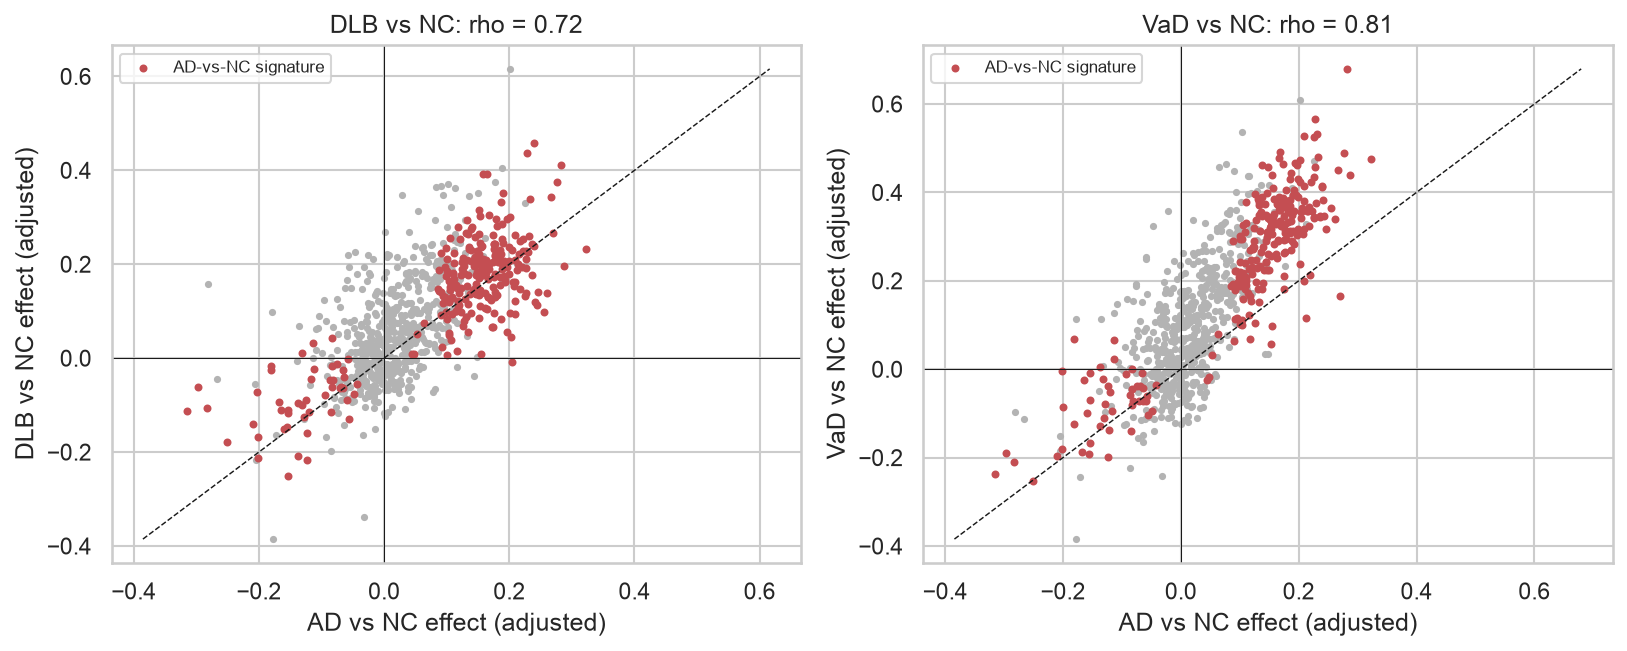 DLB vs NC: rho = 0.72
AD-vs-NC signature
DLB vs NC effect (adjusted)
0.6
0.4
0.2
0.0
−0.2
−0.4
−0.4 −0.2 0.0 0.2 0.4 0.6
AD vs NC effect (adjusted)
VaD vs NC: rho = 0.81
AD-vs-NC signature
VaD vs NC effect (adjusted)
0.6
0.4
0.2
0.0
−0.2
−0.4
−0.4 −0.2 0.0 0.2 0.4 0.6
AD vs NC effect (adjusted)